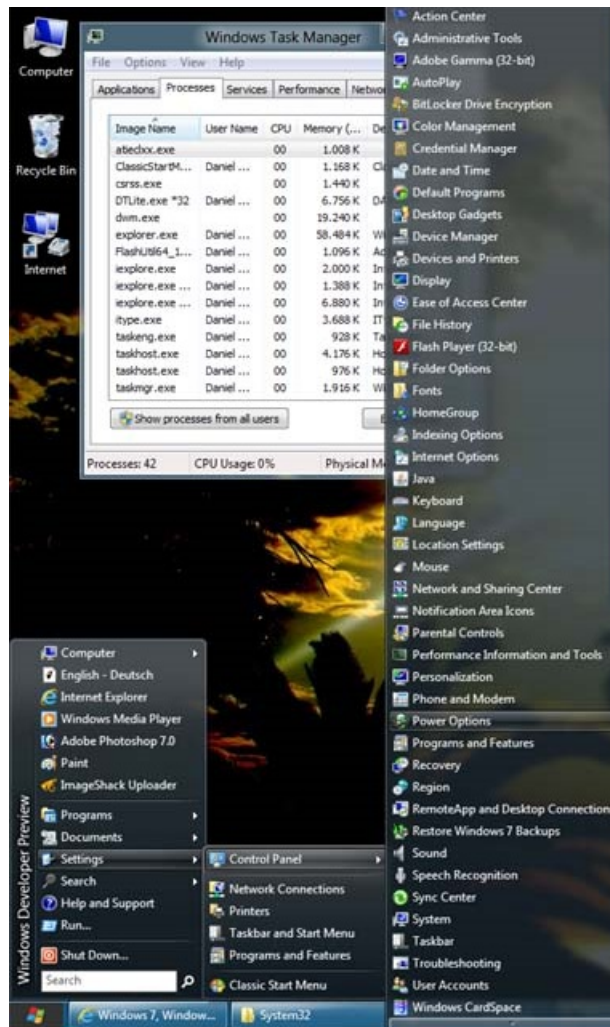 Computer
Recycle Bin
Internet
Windows Task Manager
File Options View Help
Applications Processes Services Performance
Image Name User Name CPU Memory (...
atiedxx.exe 00 1.008 K
ClassicStartM... Daniel ... 00 1.168 K
csrss.exe 00 1.440 K
DTLite.exe *32 Daniel ... 00 6.756 K
dwm.exe 00 19.240 K
explorer.exe Daniel ... 00 58.484 K
FlashUtil64_1... Daniel ... 00 1.096 K
iexplore.exe Daniel ... 00 2.000 K
iexplore.exe ... Daniel ... 00 1.388 K
iexplore.exe ... Daniel ... 00 6.880 K
itype.exe Daniel ... 00 3.688 K
taskeng.exe Daniel ... 00 928 K
taskhost.exe Daniel ... 00 4.176 K
taskhost.exe Daniel ... 00 976 K
taskmgr.exe Daniel ... 00 1.916 K
Show processes from all users
Processes: 42 CPU Usage: 0% Physical
Action Center
Administrative Tools
Adobe Gamma (32-bit)
AutoPlay
BitLocker Drive Encryption
Color Management
Credential Manager
Date and Time
Default Programs
Desktop Gadgets
Device Manager
Devices and Printers
Display
Ease of Access Center
File History
Flash Player (32-bit)
Folder Options
Fonts
HomeGroup
Indexing Options
Internet Options
Java
Keyboard
Language
Location Settings
Mouse
Network and Sharing Center
Notification Area Icons
Parental Controls
Performance Information and Tools
Personalization
Phone and Modem
Power Options
Programs and Features
Recovery
Region
RemoteApp and Desktop Connection
Restore Windows 7 Backups
Sound
Speech Recognition
Sync Center
System
Taskbar
Troubleshooting
User Accounts
Windows CardSpace
Windows Developer Preview
Computer
English - Deutsch
Internet Explorer
Windows Media Player
Adobe Photoshop 7.0
Paint
ImageShack Uploader
Programs
Documents
Settings
Search
Help and Support
Run...
Shut Down...
Search
Control Panel
Network Connections
Printers
Taskbar and Start Menu
Programs and Features
Classic Start Menu
Windows 7, Window...
System32